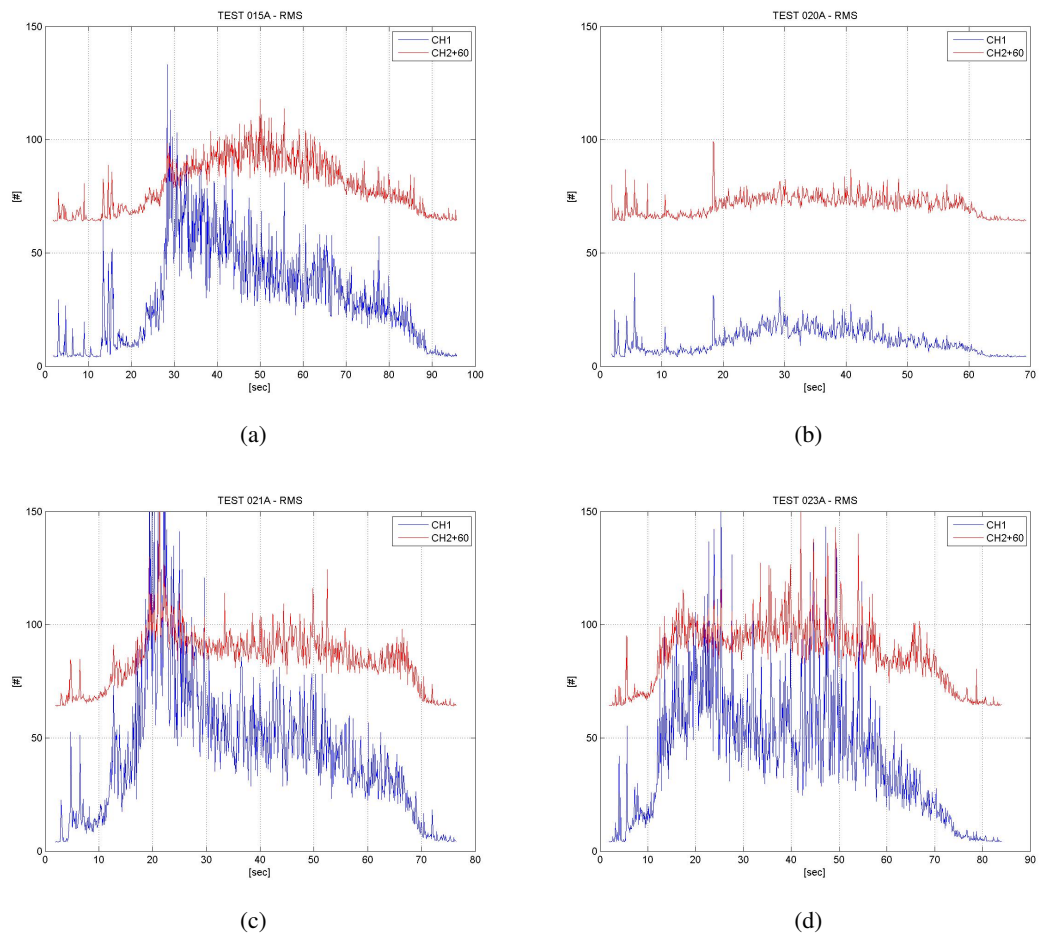 TEST 015A - RMS
150
100
50
0
[#]
CH1
CH2+60
0 10 20 30 40 50 60 70 80 90 100
[sec]
(a)
TEST 020A - RMS
150
100
50
0
[#]
CH1
CH2+60
0 10 20 30 40 50 60 70
[sec]
(b)
TEST 021A - RMS
150
100
50
0
[#]
CH1
CH2+60
0 10 20 30 40 50 60 70 80
[sec]
(c)
TEST 023A - RMS
150
100
50
0
[#]
CH1
CH2+60
0 10 20 30 40 50 60 70 80 90
[sec]
(d)